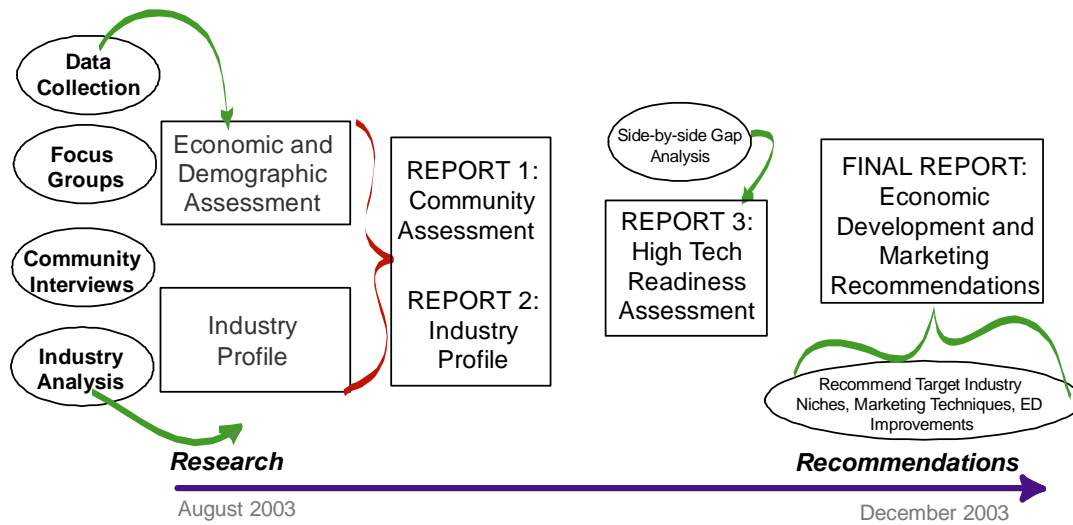 Data
Collection
Focus
Groups
Community
Interviews
Industry
Analysis
Economic and
Demographic
Assessment
Industry
Profile
REPORT 1:
Community
Assessment
REPORT 2:
Industry
Profile
Side-by-side Gap
Analysis
REPORT 3:
High Tech
Readiness
Assessment
FINAL REPORT:
Economic
Development and
Marketing
Recommendations
Recommend Target Industry
Niches, Marketing Techniques, ED
Improvements
Research
Recommendations
August 2003
December 2003